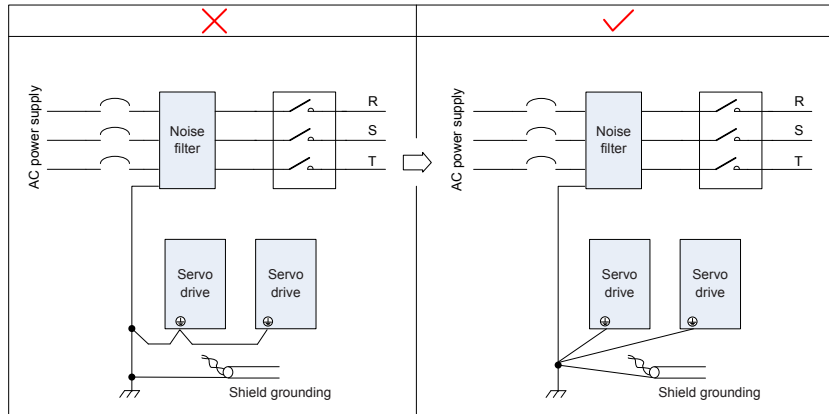 AC power supply
Noise
filter
R
S
T
Servo
drive
Servo
drive
Shield grounding
AC power supply
Noise
filter
R
S
T
Servo
drive
Servo
drive
Shield grounding